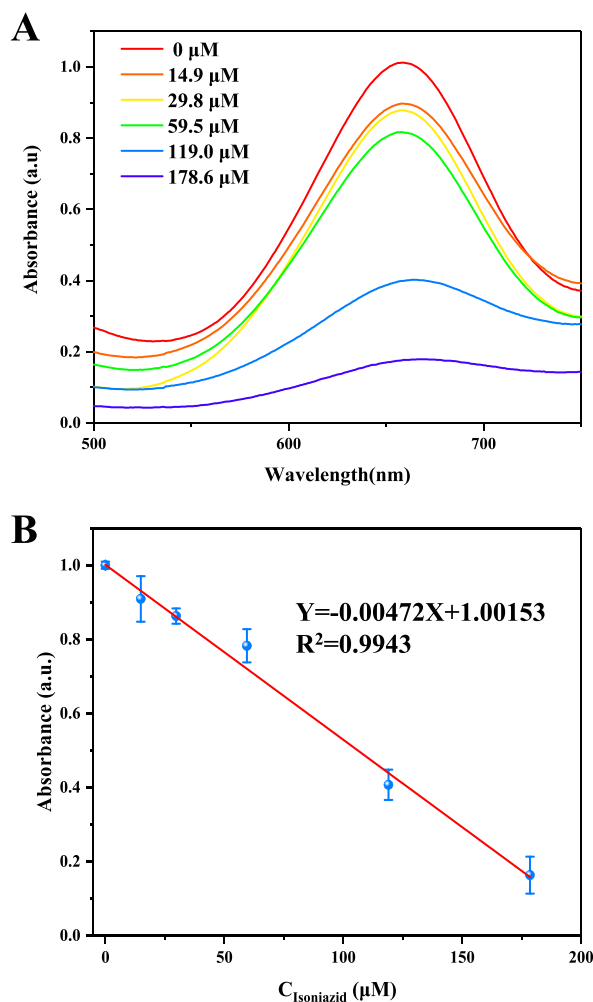 A
0 μM
14.9 μM
29.8 μM
59.5 μM
119.0 μM
178.6 μM
Absorbance (a.u)
1.0
0.8
0.6
0.4
0.2
0.0
500
600
700
Wavelength(nm)
B
Y=-0.00472X+1.00153
R²=0.9943
Absorbance (a.u.)
1.0
0.8
0.6
0.4
0.2
0.0
0
50
100
150
200
C_Isoniazid (μM)